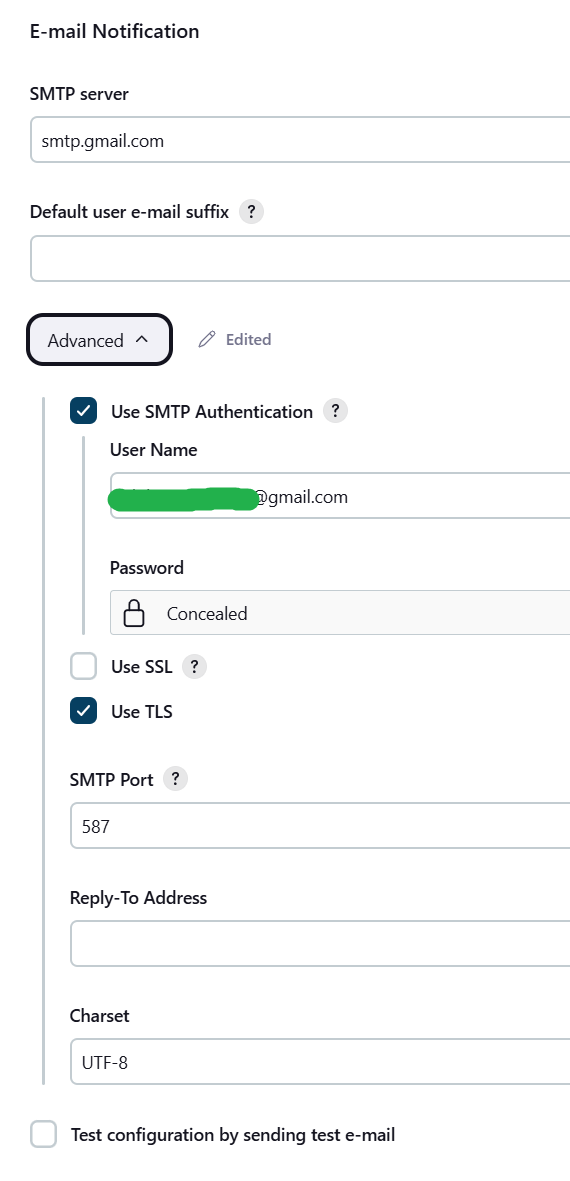 E-mail Notification
SMTP server
smtp.gmail.com
Default user e-mail suffix ?
Advanced Edited
Use SMTP Authentication ?
User Name
@gmail.com
Password
Concealed
Use SSL ?
Use TLS
SMTP Port ?
587
Reply-To Address
Charset
UTF-8
Test configuration by sending test e-mail